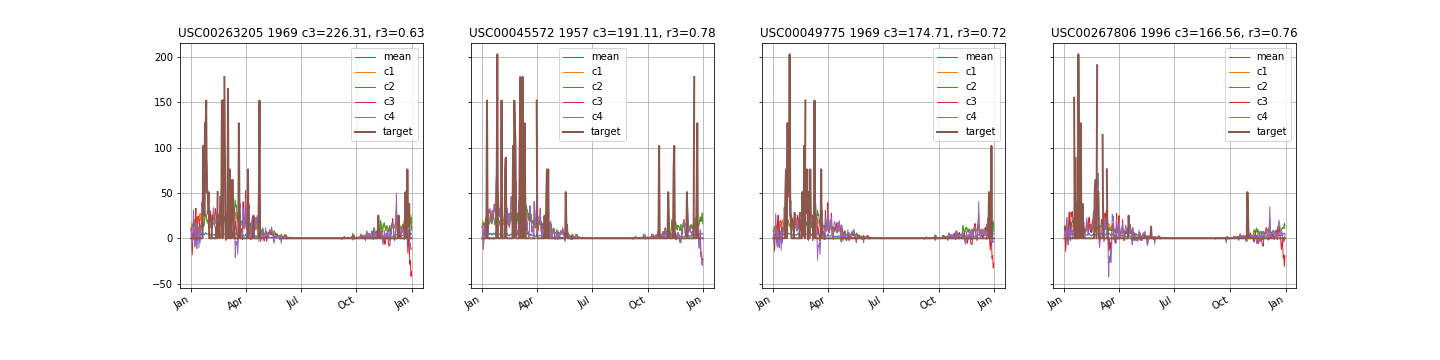 USC00263205 1969 c3=226.31, r3=0.63
200
150
100
50
0
−50
mean
c1
c2
c3
c4
target
Jan
Apr
Jul
Oct
Jan
USC00045572 1957 c3=191.11, r3=0.78
mean
c1
c2
c3
c4
target
Jan
Apr
Jul
Oct
Jan
USC00049775 1969 c3=174.71, r3=0.72
mean
c1
c2
c3
c4
target
Jan
Apr
Jul
Oct
Jan
USC00267806 1996 c3=166.56, r3=0.76
mean
c1
c2
c3
c4
target
Jan
Apr
Jul
Oct
Jan